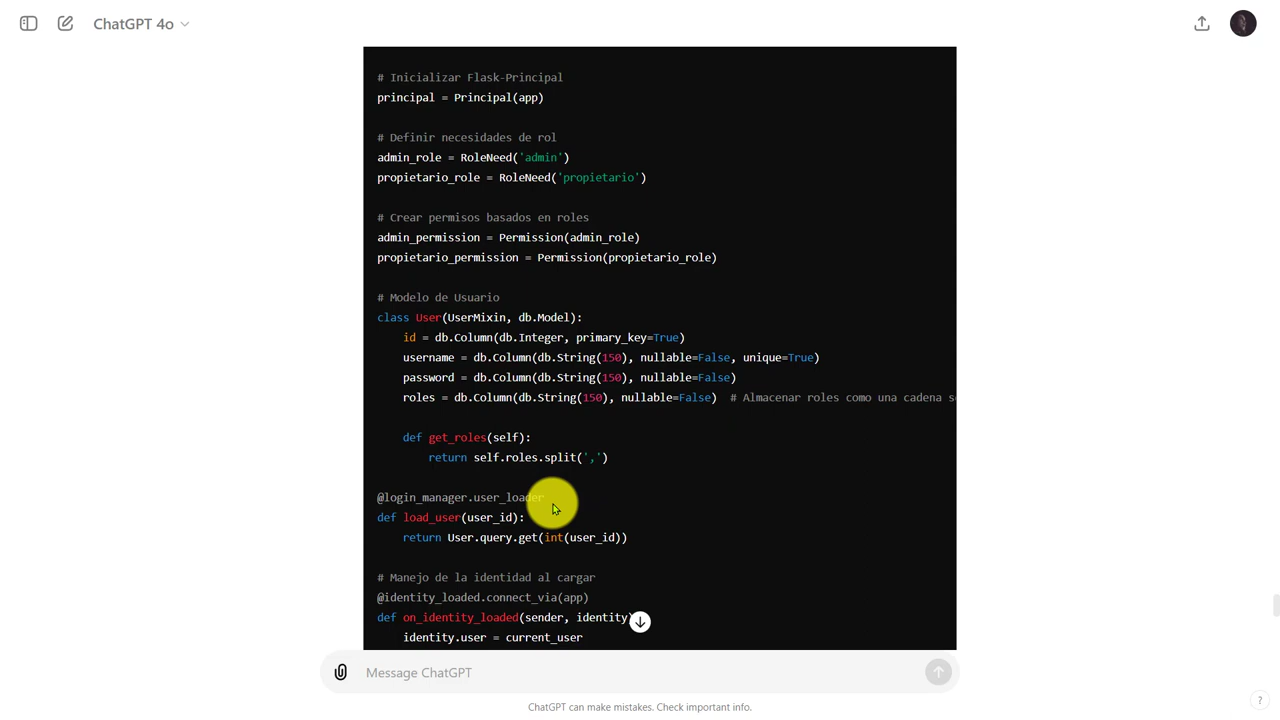 ChatGPT 4o
# Inicializar Flask-Principal
principal = Principal(app)
# Definir necesidades de rol
admin_role = RoleNeed('admin')
propietario_role = RoleNeed('propietario')
# Crear permisos basados en roles
admin_permission = Permission(admin_role)
propietario_permission = Permission(propietario_role)
# Modelo de Usuario
class User(UserMixin, db.Model):
    id = db.Column(db.Integer, primary_key=True)
    username = db.Column(db.String(150), nullable=False, unique=True)
    password = db.Column(db.String(150), nullable=False)
    roles = db.Column(db.String(150), nullable=False)  # Almacenar roles como una cadena
    def get_roles(self):
        return self.roles.split(',')
@login_manager.user_loader
def load_user(user_id):
    return User.query.get(int(user_id))
# Manejo de la identidad al cargar
@identity_loaded.connect_via(app)
def on_identity_loaded(sender, identity)
    identity.user = current_user
Message ChatGPT
ChatGPT can make mistakes. Check important info.
?